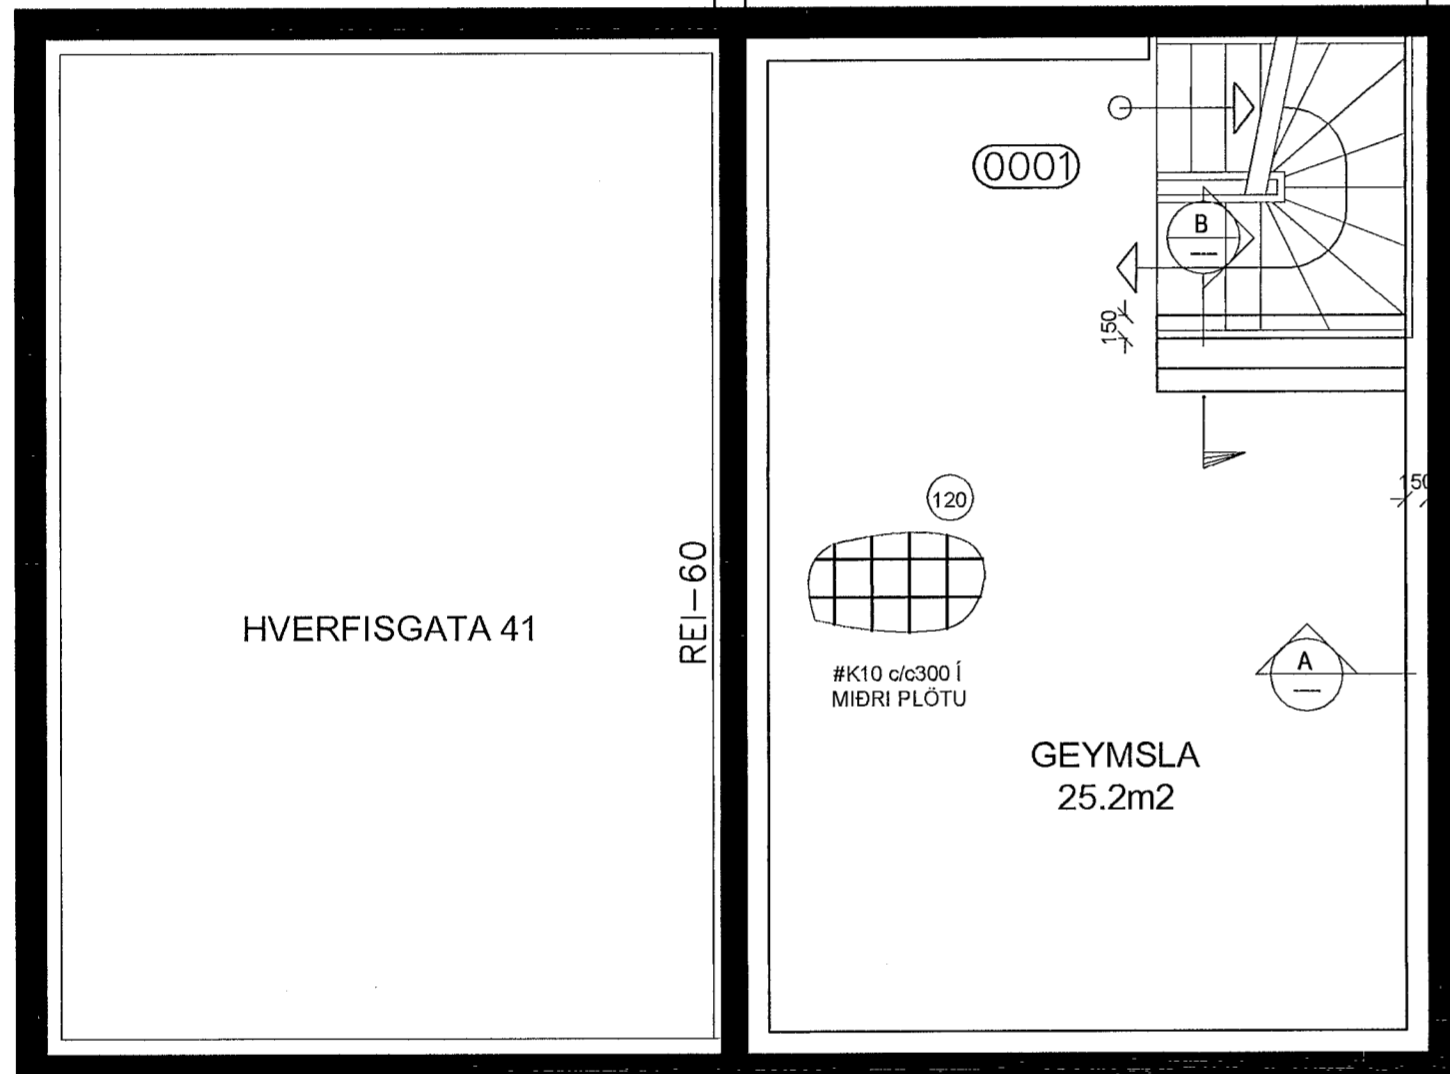 0001
B
150
120
150
HVERFISGATA 41
REI-60
#K10 c/c300 Í
MIÐRI PLÖTU
A
GEYMSLA
25.2m2